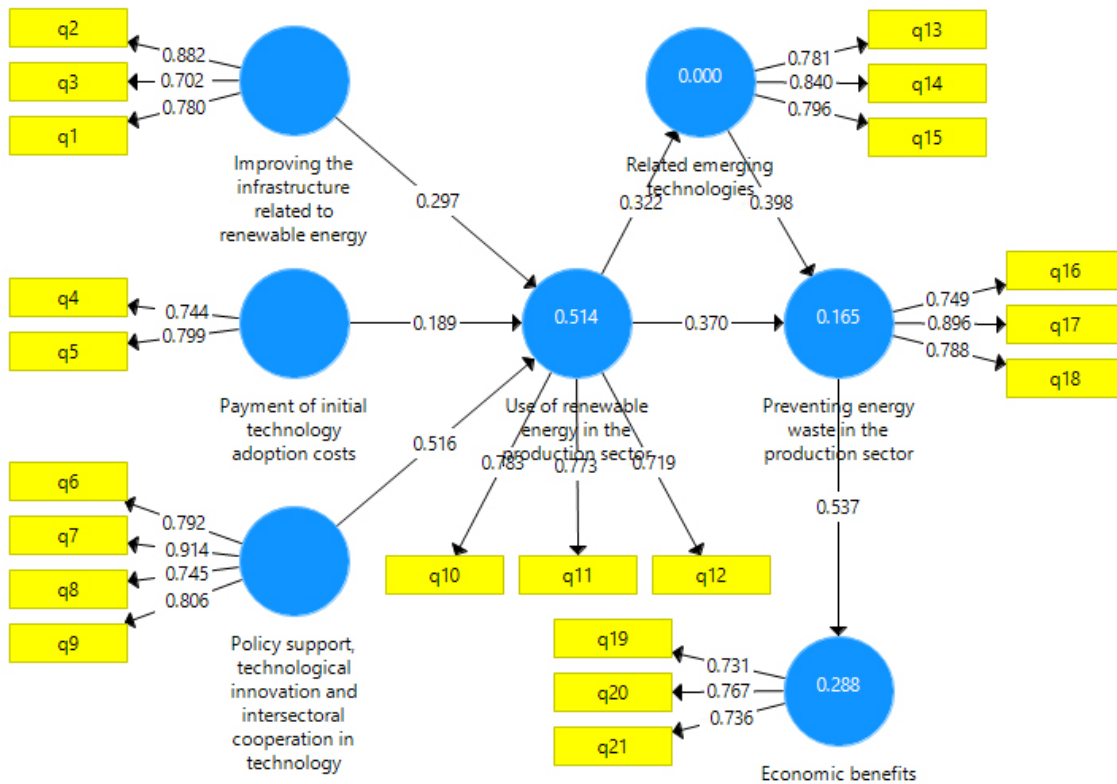 q2
q3
q1
0.882
0.702
0.780
Improving the
infrastructure
related to
renewable energy
0.297
q13
q14
q15
0.781
0.840
0.796
0.000
Related emerging
technologies
0.322
0.398
q4
q5
0.744
0.799
Payment of initial
technology
adoption costs
0.189
0.514
Use of renewable
energy in the
production sector
0.370
0.165
Preventing energy
waste in the
production sector
q16
q17
q18
0.749
0.896
0.788
0.516
q6
q7
q8
q9
0.792
0.914
0.745
0.806
Policy support,
technological
innovation and
intersectoral
cooperation in
technology
0.783
0.773
0.719
q10
q11
q12
0.537
q19
q20
q21
0.731
0.767
0.736
0.288
Economic benefits